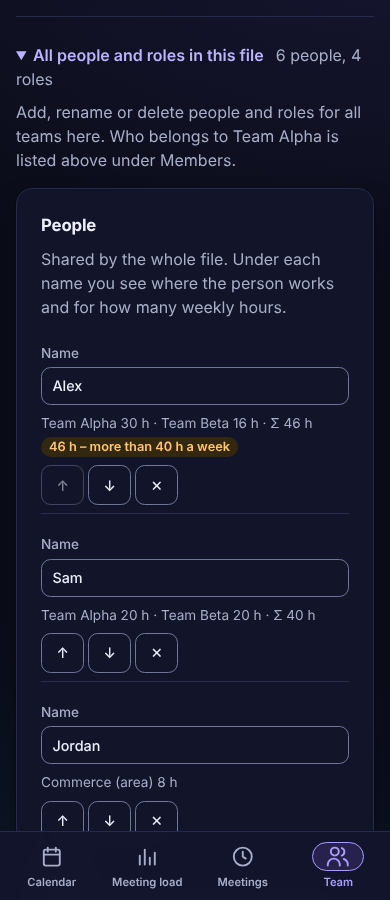 ▼ All people and roles in this file 6 people, 4
roles
Add, rename or delete people and roles for all
teams here. Who belongs to Team Alpha is
listed above under Members.
People
Shared by the whole file. Under each
name you see where the person works
and for how many weekly hours.
Name
Alex
Team Alpha 30 h · Team Beta 16 h · Σ 46 h
46 h – more than 40 h a week
↑ ↓ ×
Name
Sam
Team Alpha 20 h · Team Beta 20 h · Σ 40 h
↑ ↓ ×
Name
Jordan
Commerce (area) 8 h
↑ ↓ ×
Calendar Meeting load Meetings Team